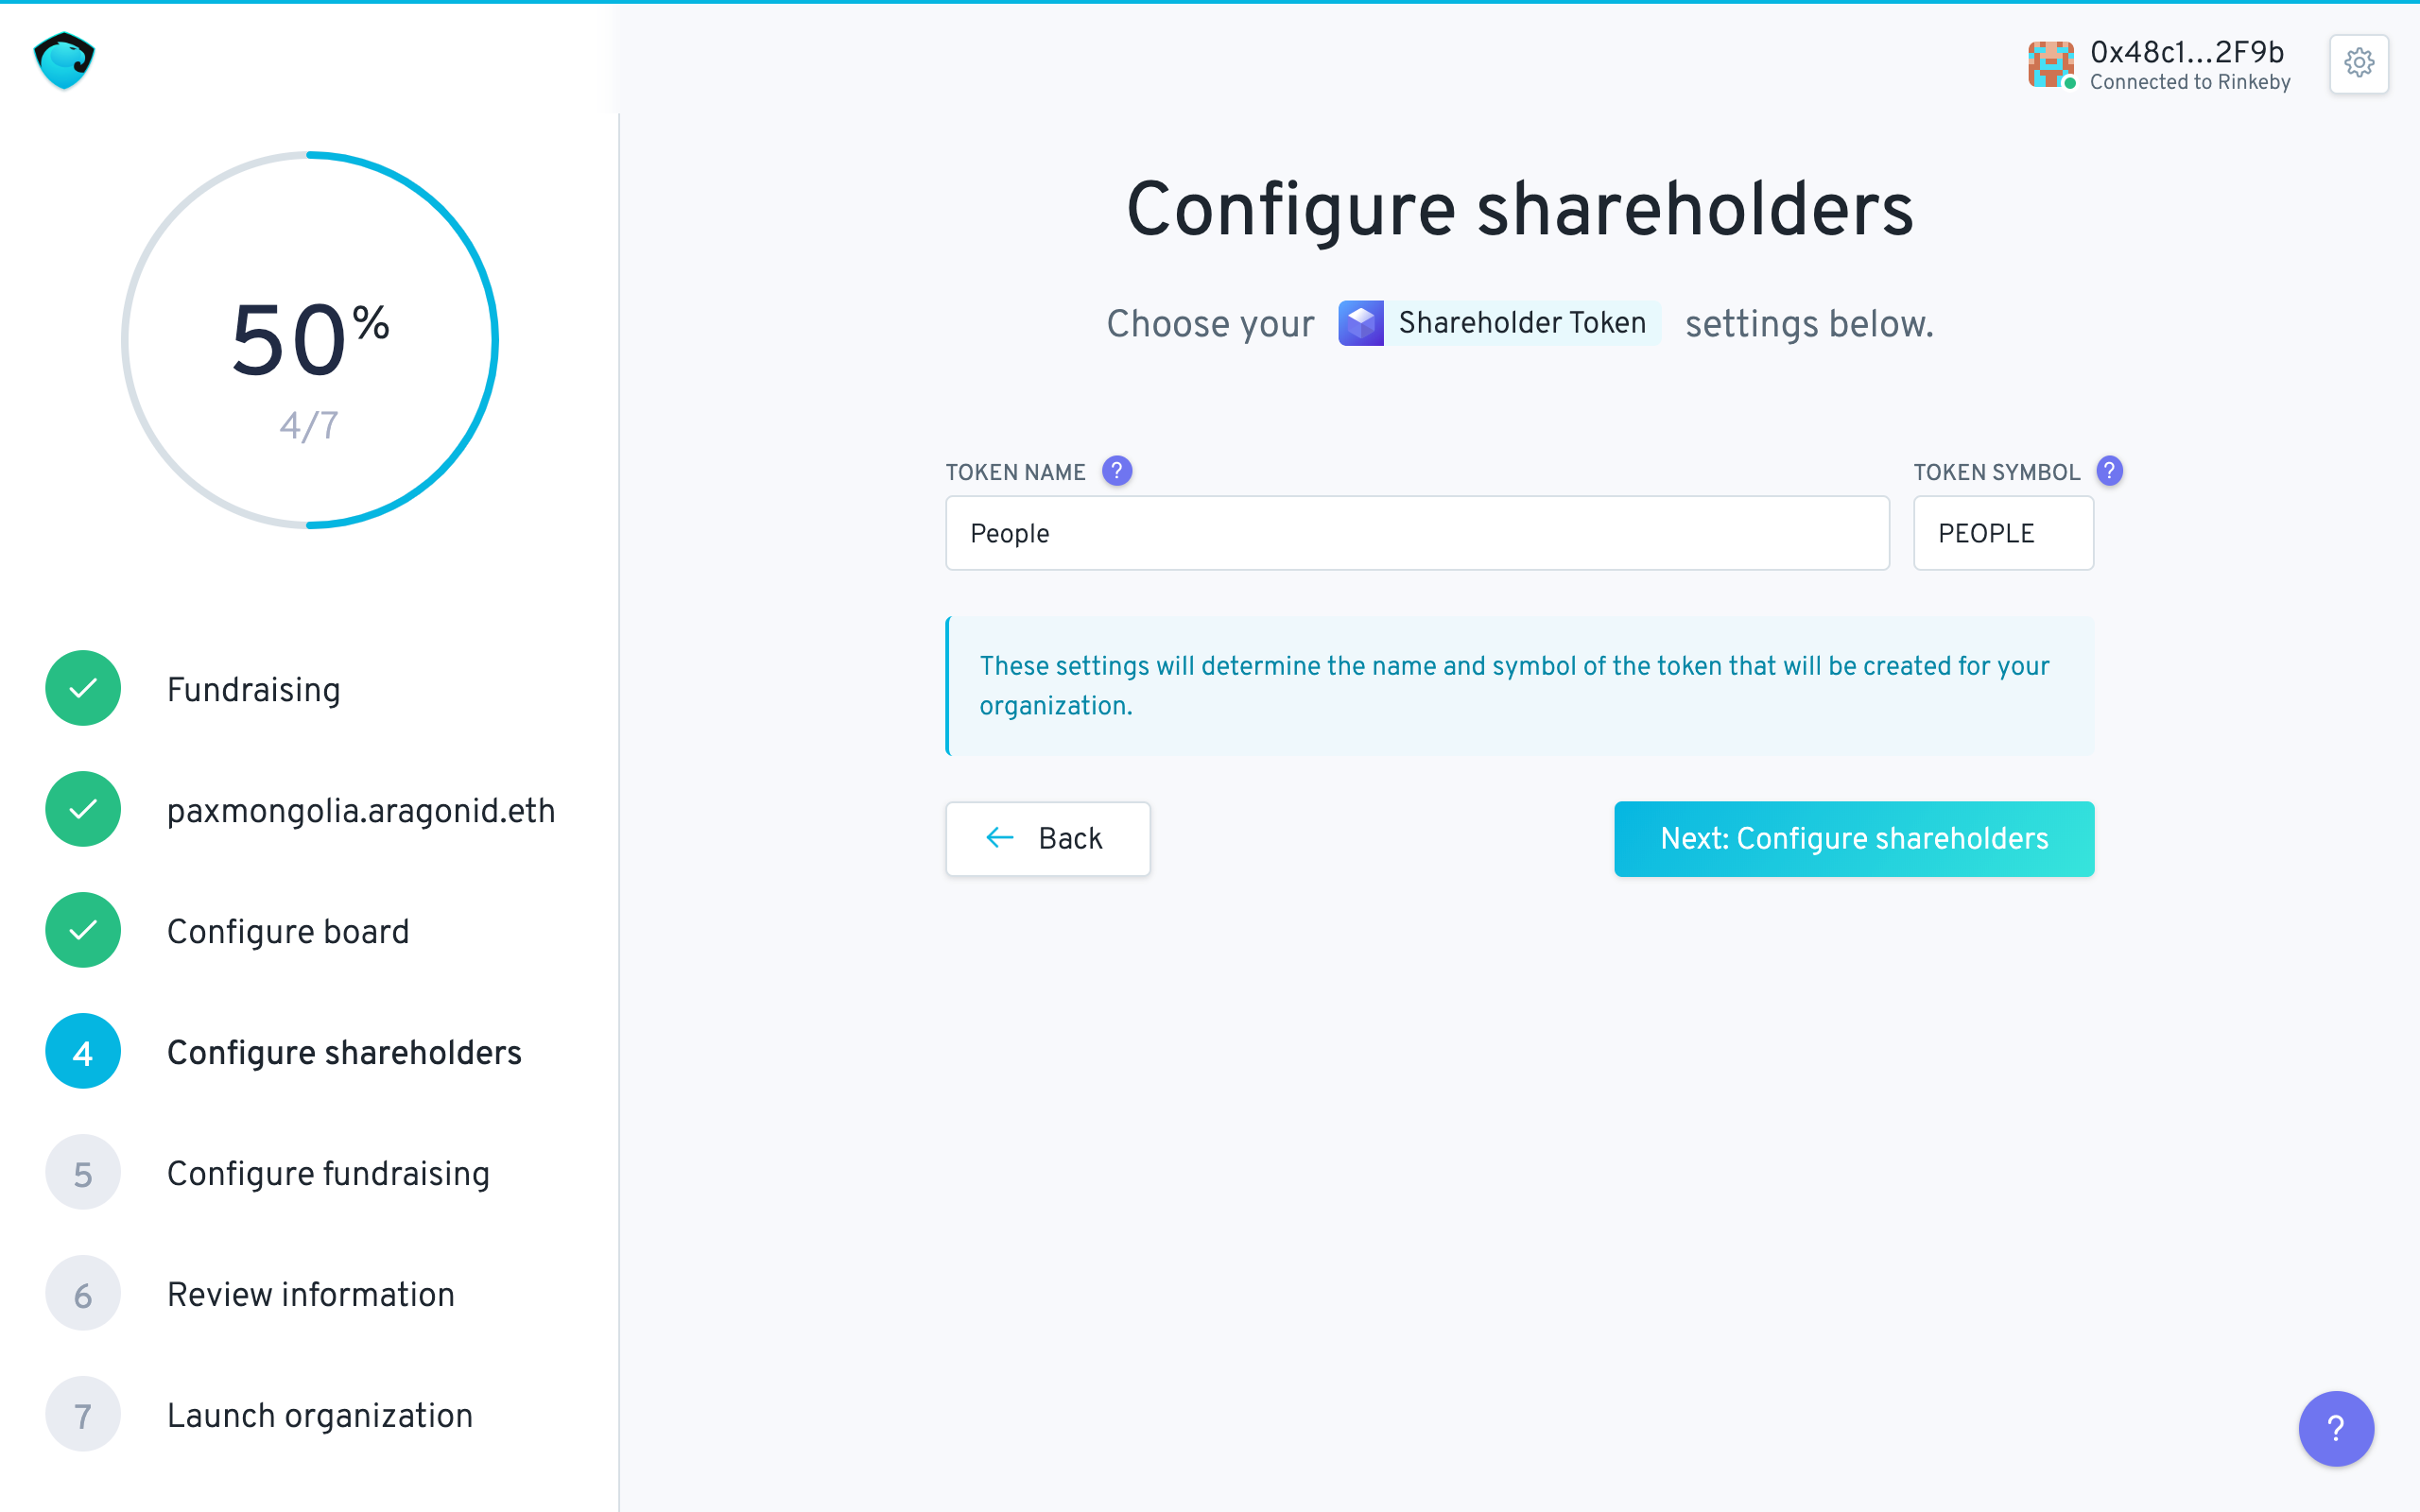 0x48c1...2F9b
Connected to Rinkeby
50%
4/7
Fundraising
paxmongolia.aragonid.eth
Configure board
4 Configure shareholders
5 Configure fundraising
6 Review information
7 Launch organization
Configure shareholders
Choose your Shareholder Token settings below.
TOKEN NAME ? TOKEN SYMBOL ?
People PEOPLE
These settings will determine the name and symbol of the token that will be created for your
organization.
Back Next: Configure shareholders
?